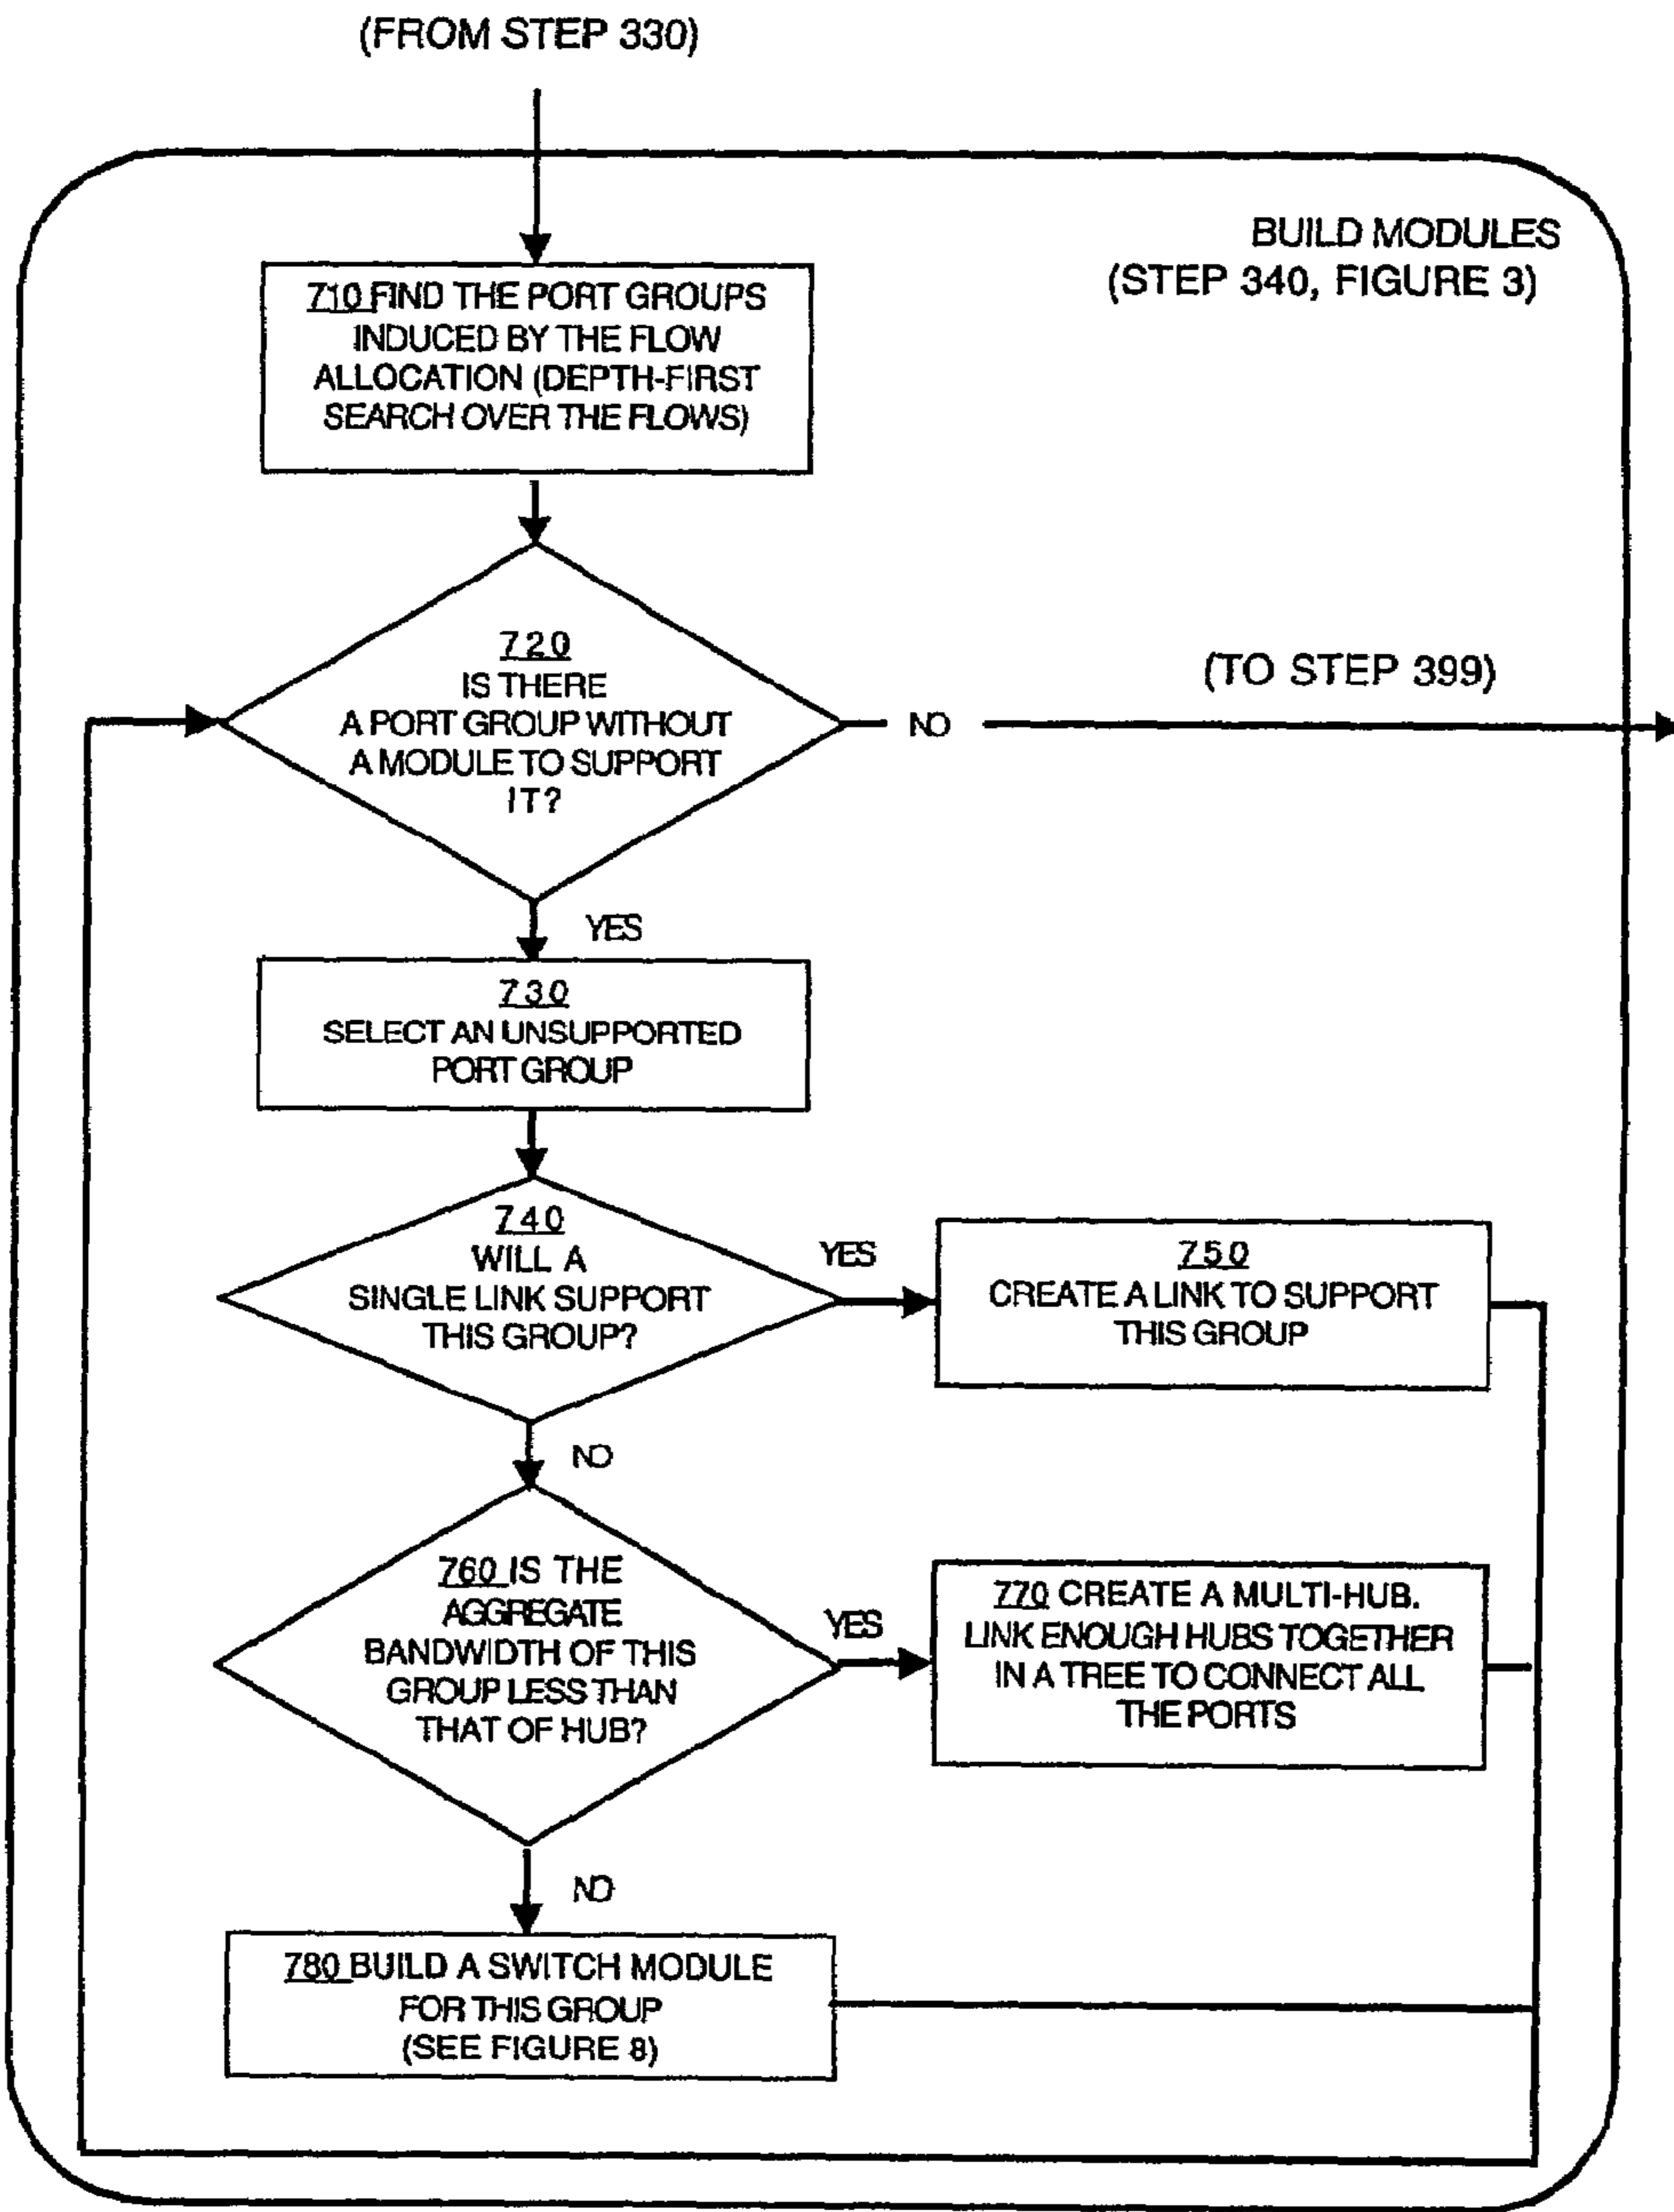 (FROM STEP 330)
BUILD MODULES
(STEP 340, FIGURE 3)
710 FIND THE PORT GROUPS
INDUCED BY THE FLOW
ALLOCATION (DEPTH-FIRST
SEARCH OVER THE FLOWS)
720
IS THERE
A PORT GROUP WITHOUT
A MODULE TO SUPPORT
IT?
NO
(TO STEP 399)
YES
730
SELECT AN UNSUPPORTED
PORT GROUP
740
WILL A
SINGLE LINK SUPPORT
THIS GROUP?
YES
750
CREATE A LINK TO SUPPORT
THIS GROUP
NO
760 IS THE
AGGREGATE
BANDWIDTH OF THIS
GROUP LESS THAN
THAT OF HUB?
YES
770 CREATE A MULTI-HUB.
LINK ENOUGH HUBS TOGETHER
IN A TREE TO CONNECT ALL
THE PORTS
NO
780 BUILD A SWITCH MODULE
FOR THIS GROUP
(SEE FIGURE 8)